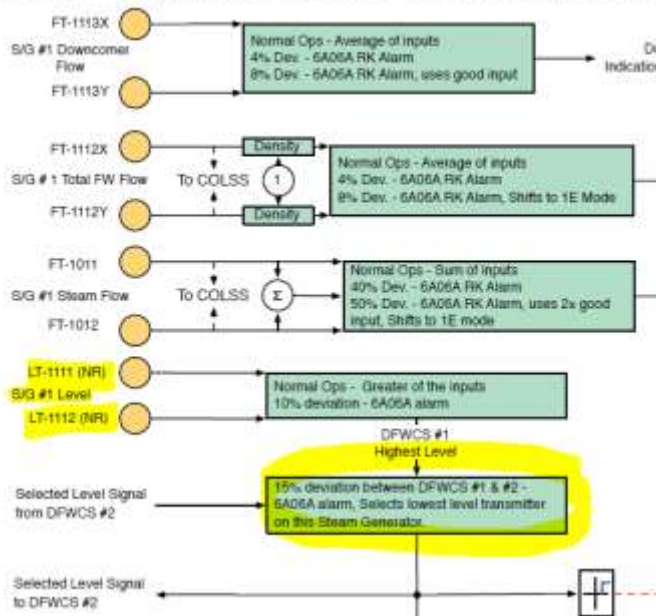 FT-1113X
S/G #1 Downcomer
Flow
FT-1113Y
Normal Ops - Average of inputs
4% Dev. - 6A06A RK Alarm
8% Dev. - 6A06A RK Alarm, uses good input
Indication
FT-1112X
S/G # 1 Total FW Flow
FT-1112Y
To COLSS
Density
1
Density
Normal Ops - Average of inputs
4% Dev. - 6A06A RK Alarm
8% Dev. - 6A06A RK Alarm, Shifts to 1E Mode
FT-1011
S/G #1 Steam Flow
FT-1012
To COLSS
Σ
Normal Ops - Sum of inputs
40% Dev. - 6A06A RK Alarm
50% Dev. - 6A06A RK Alarm, uses 2x good
input, Shifts to 1E mode
LT-1111 (NR)
S/G #1 Level
LT-1112 (NR)
Normal Ops - Greater of the inputs
10% deviation - 6A06A alarm
DFWCS #1
Highest Level
15% deviation between DFWCS #1 & #2 -
6A06A alarm, Selects lowest level transmitter
on this Steam Generator.
Selected Level Signal
from DFWCS #2
Selected Level Signal
to DFWCS #2